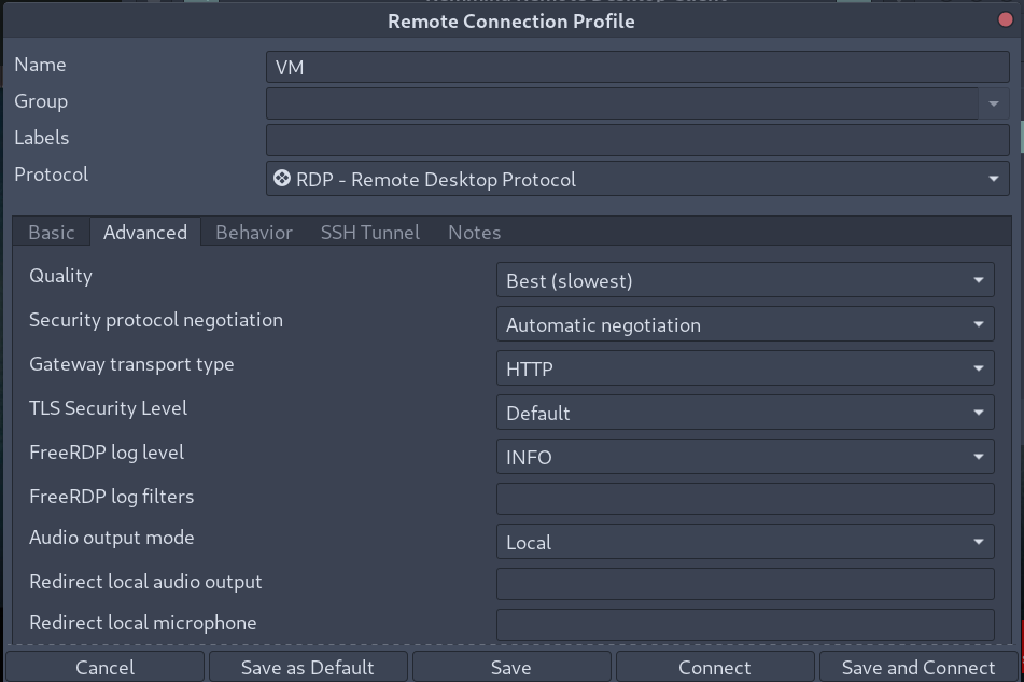 Remote Connection Profile
Name VM
Group
Labels
Protocol RDP - Remote Desktop Protocol
Basic Advanced Behavior SSH Tunnel Notes
Quality Best (slowest)
Security protocol negotiation Automatic negotiation
Gateway transport type HTTP
TLS Security Level Default
FreeRDP log level INFO
FreeRDP log filters
Audio output mode Local
Redirect local audio output
Redirect local microphone
Cancel Save as Default Save Connect Save and Connect